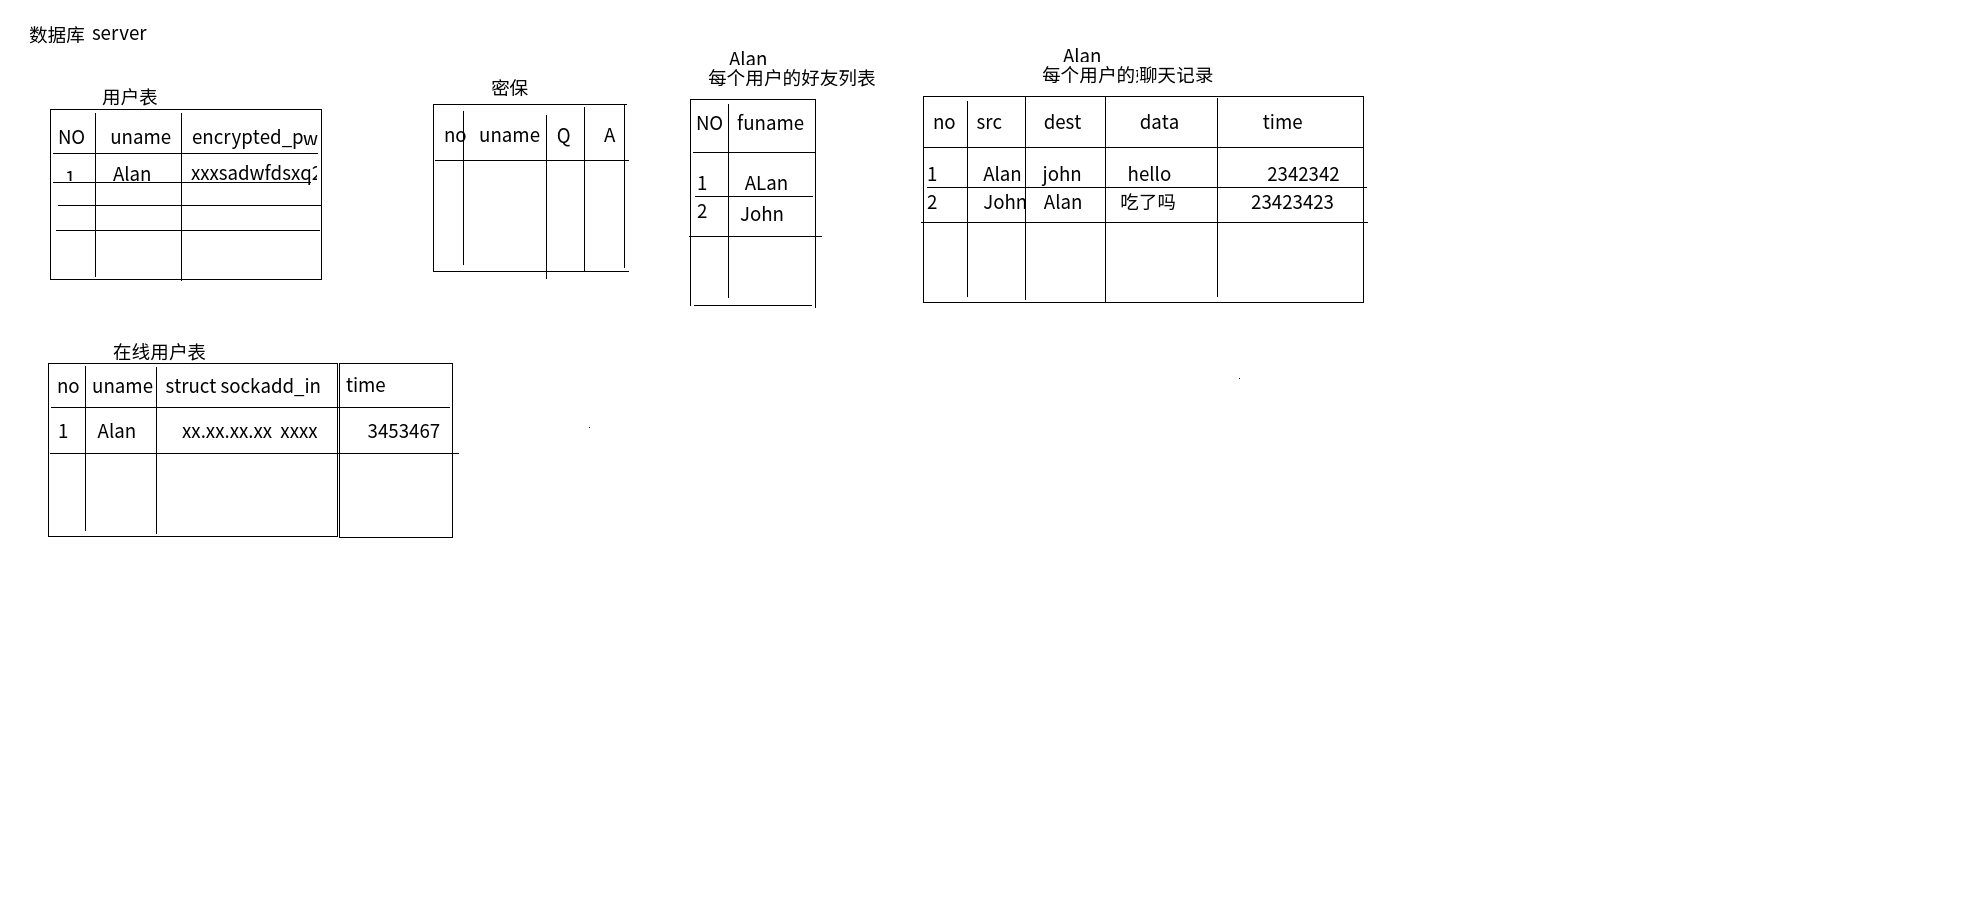 数据库 server
用户表
NO uname encrypted_pw
1 Alan
密保
no uname Q A
Alan
每个用户的好友列表
NO funame
1 ALan
2 John
Alan
每个用户的聊天记录
no src dest data time
1 Alan john hello 2342342
2 John Alan 吃了吗 23423423
在线用户表
no uname struct sockadd_in time
1 Alan xx.xx.xx.xx xxxx 3453467